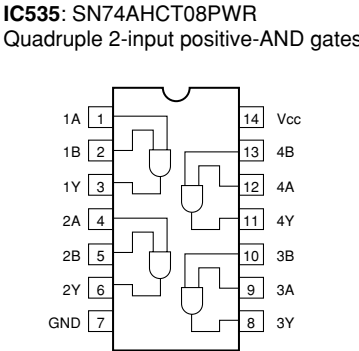 IC535: SN74AHCT08PWR
Quadruple 2-input positive-AND gates
1A 1 14 Vcc
1B 2 13 4B
1Y 3 12 4A
2A 4 11 4Y
2B 5 10 3B
2Y 6 9 3A
GND 7 8 3Y